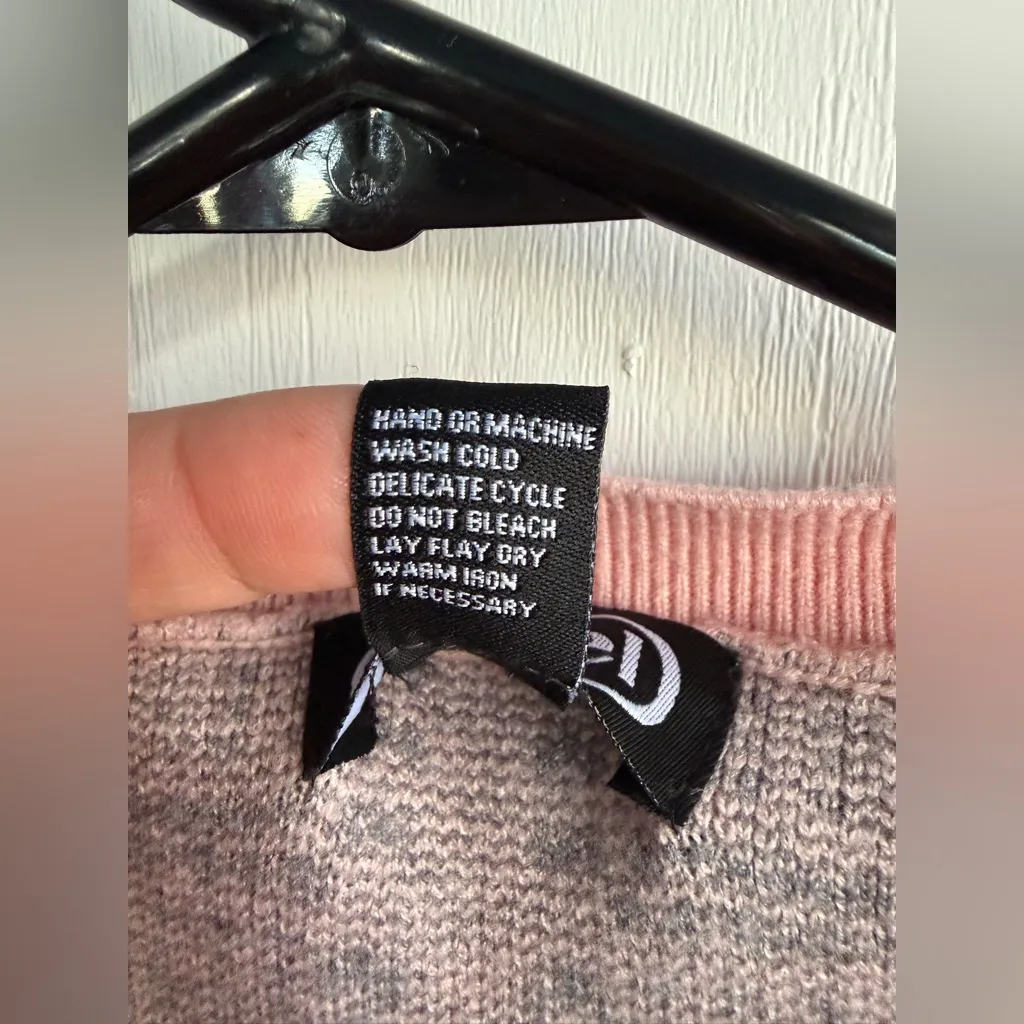 HAND OR MACHINE
WASH COLD
DELICATE CYCLE
DO NOT BLEACH
LAY FLAY DRY
WARM IRON
IF NECESSARY